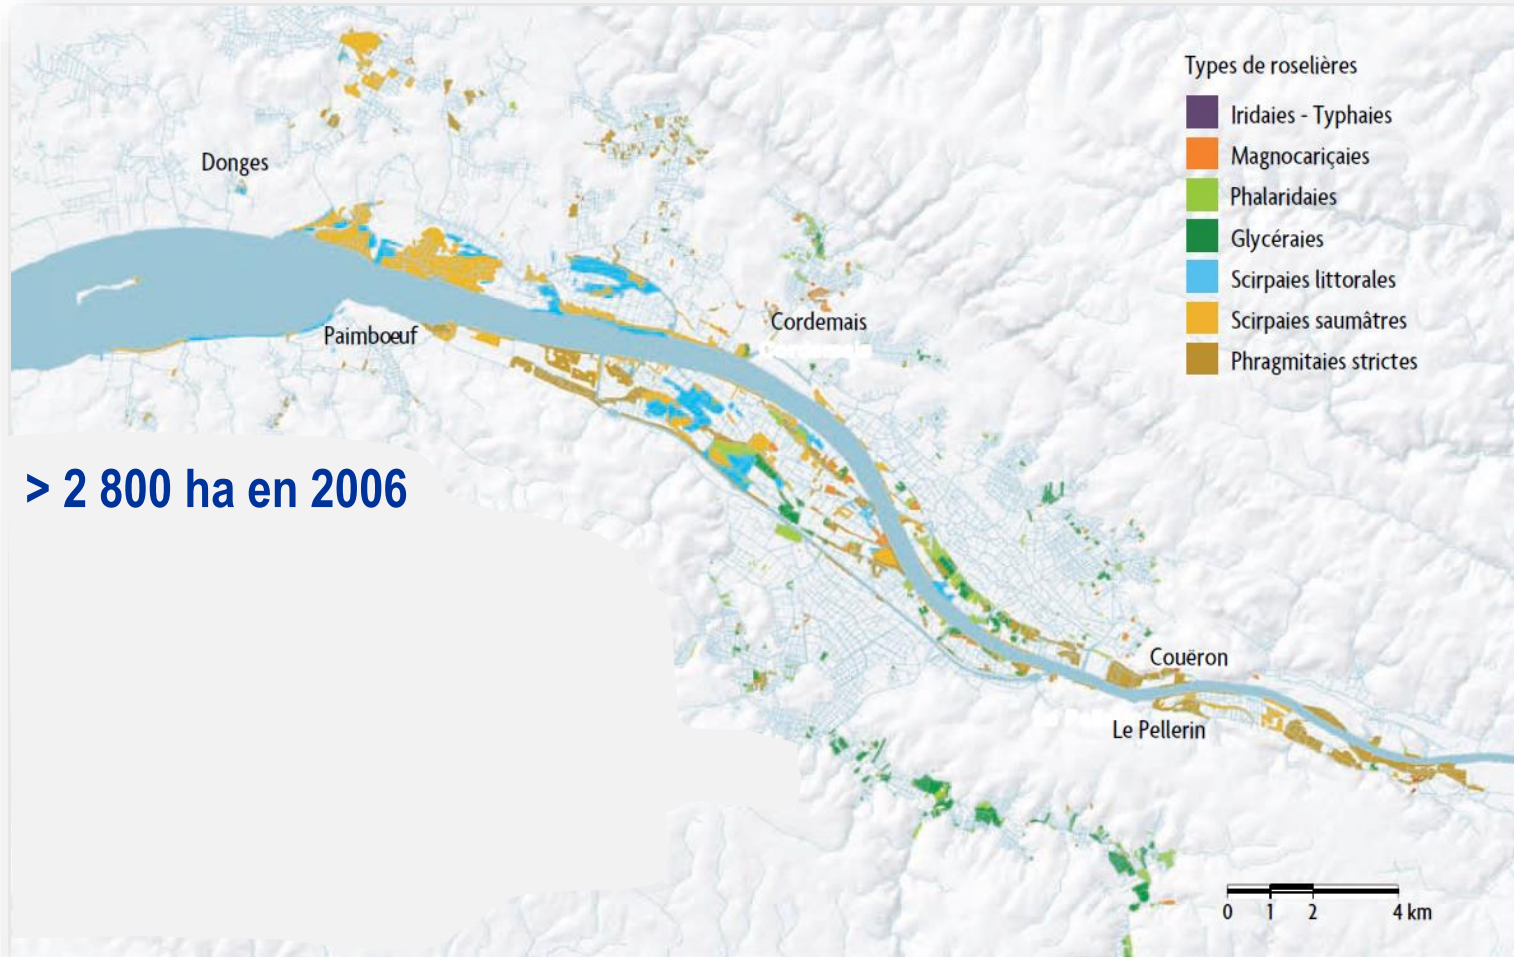 Types de roselières
Iridaies - Typhaies
Magnocariçaies
Phalaridaies
Glycéraies
Scirpaies littorales
Scirpaies saumâtres
Phragmitaies strictes
Donges
Paimbœuf
Cordemais
> 2 800 ha en 2006
Couëron
Le Pellerin
0 1 2 4 km